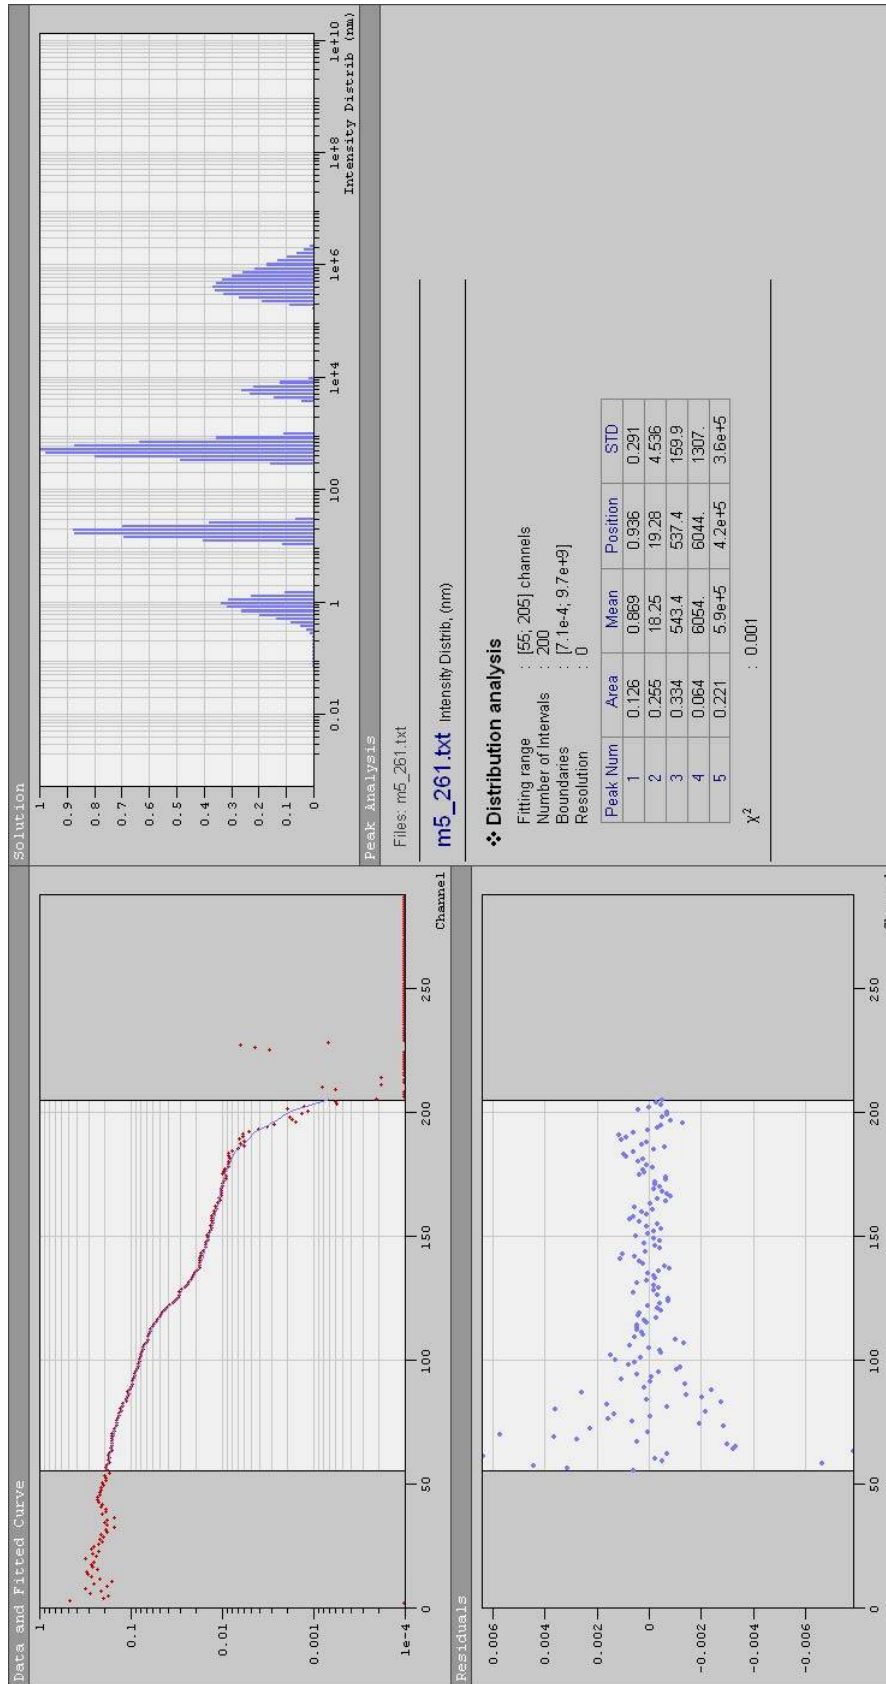 Data and Fitted Curve
1
0.1
0.01
0.001
1e-4
0
50
100
150
200
250
Channel
Residuals
0.006
0.004
0.002
0
-0.002
-0.004
-0.006
0
50
100
150
200
250
Solution
1
0.9
0.8
0.7
0.6
0.5
0.4
0.3
0.2
0.1
0
0.01
1
100
1e+4
1e+6
1e+8
1e+10
Intensity Distrib (nm)
Peak Analysis
Files: m5_261.txt
m5_261.txt Intensity Distrib, (nm)
❖ Distribution analysis
Fitting range : [55; 205] channels
Number of Intervals : 200
Boundaries : [7.1e-4; 9.7e+9]
Resolution : 0
Peak Num Area Mean Position STD
1 0.126 0.869 0.936 0.291
2 0.255 18.25 19.28 4.536
3 0.334 543.4 537.4 159.9
4 0.064 6054. 6044. 1307.
5 0.221 5.9e+5 4.2e+5 3.6e+5
χ² : 0.001